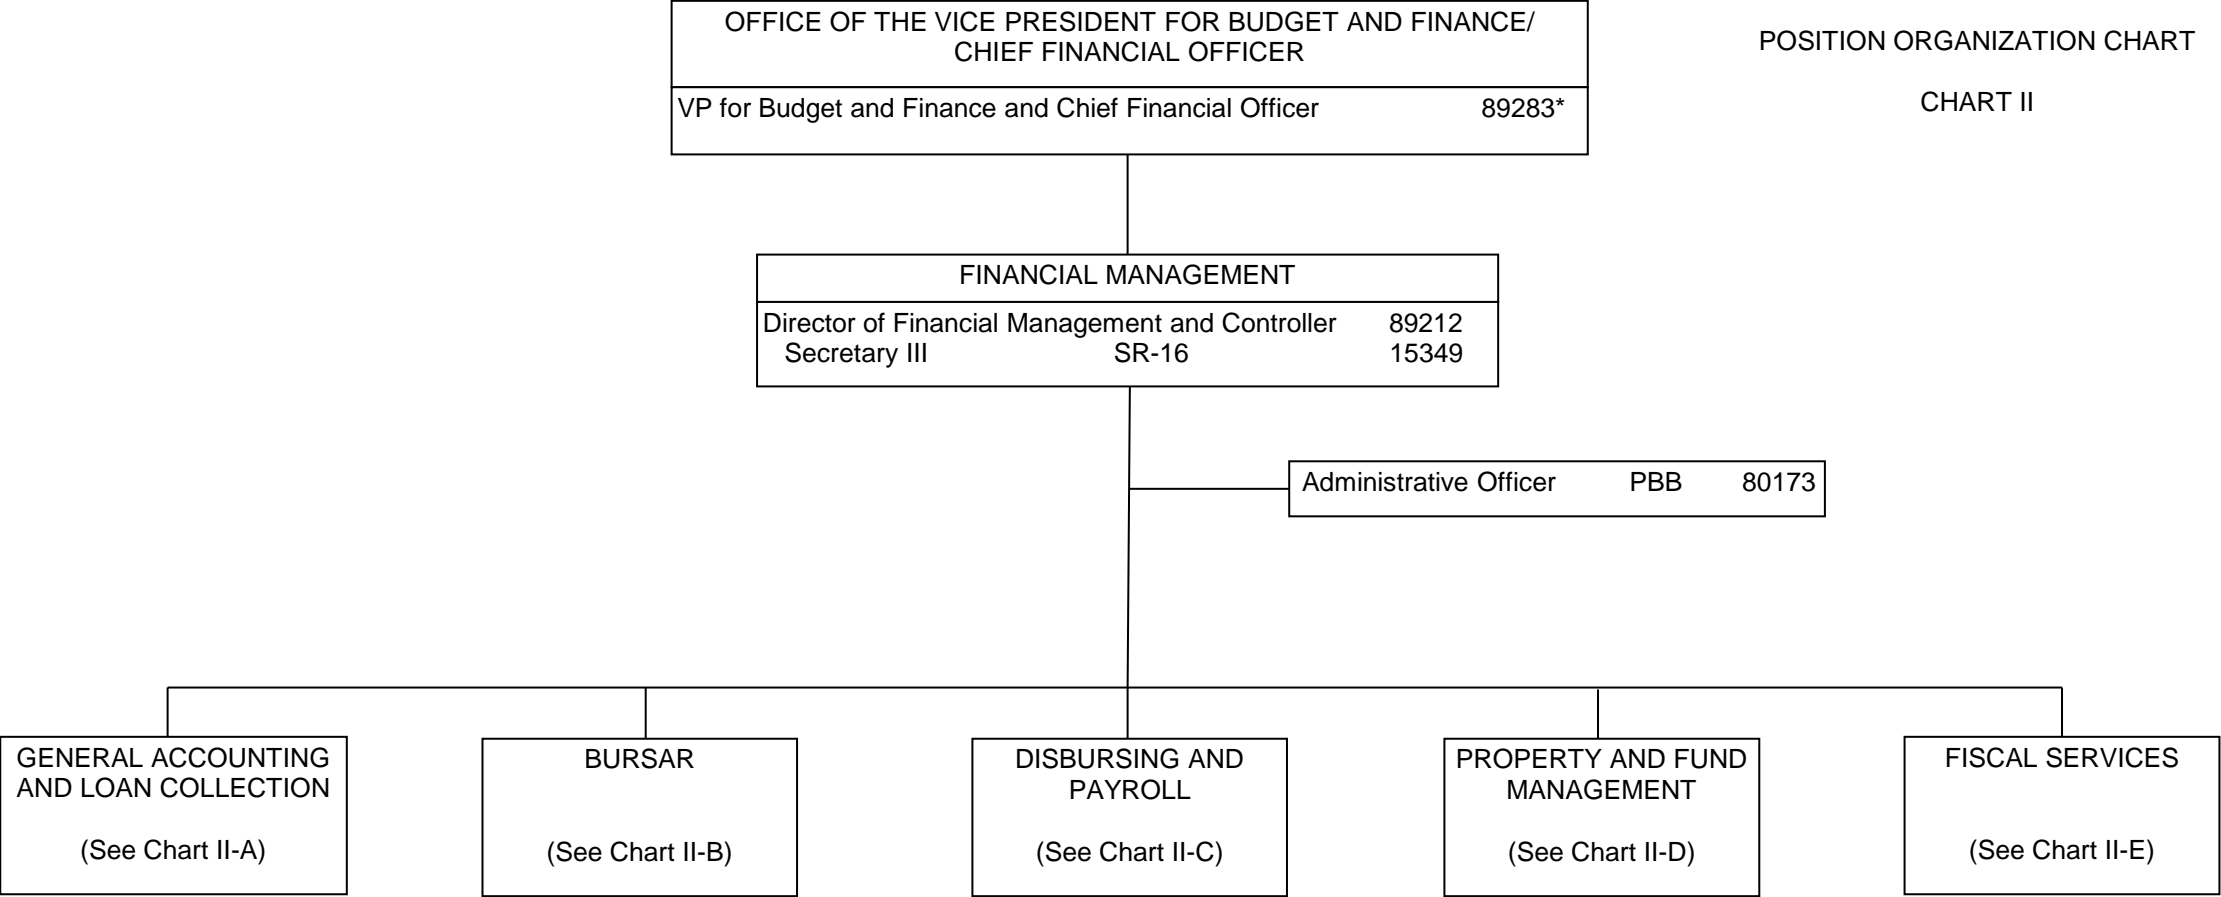 OFFICE OF THE VICE PRESIDENT FOR BUDGET AND FINANCE/
CHIEF FINANCIAL OFFICER
VP for Budget and Finance and Chief Financial Officer 89283*
POSITION ORGANIZATION CHART
CHART II
FINANCIAL MANAGEMENT
Director of Financial Management and Controller 89212
Secretary III SR-16 15349
Administrative Officer PBB 80173
GENERAL ACCOUNTING
AND LOAN COLLECTION
(See Chart II-A)
BURSAR
(See Chart II-B)
DISBURSING AND
PAYROLL
(See Chart II-C)
PROPERTY AND FUND
MANAGEMENT
(See Chart II-D)
FISCAL SERVICES
(See Chart II-E)